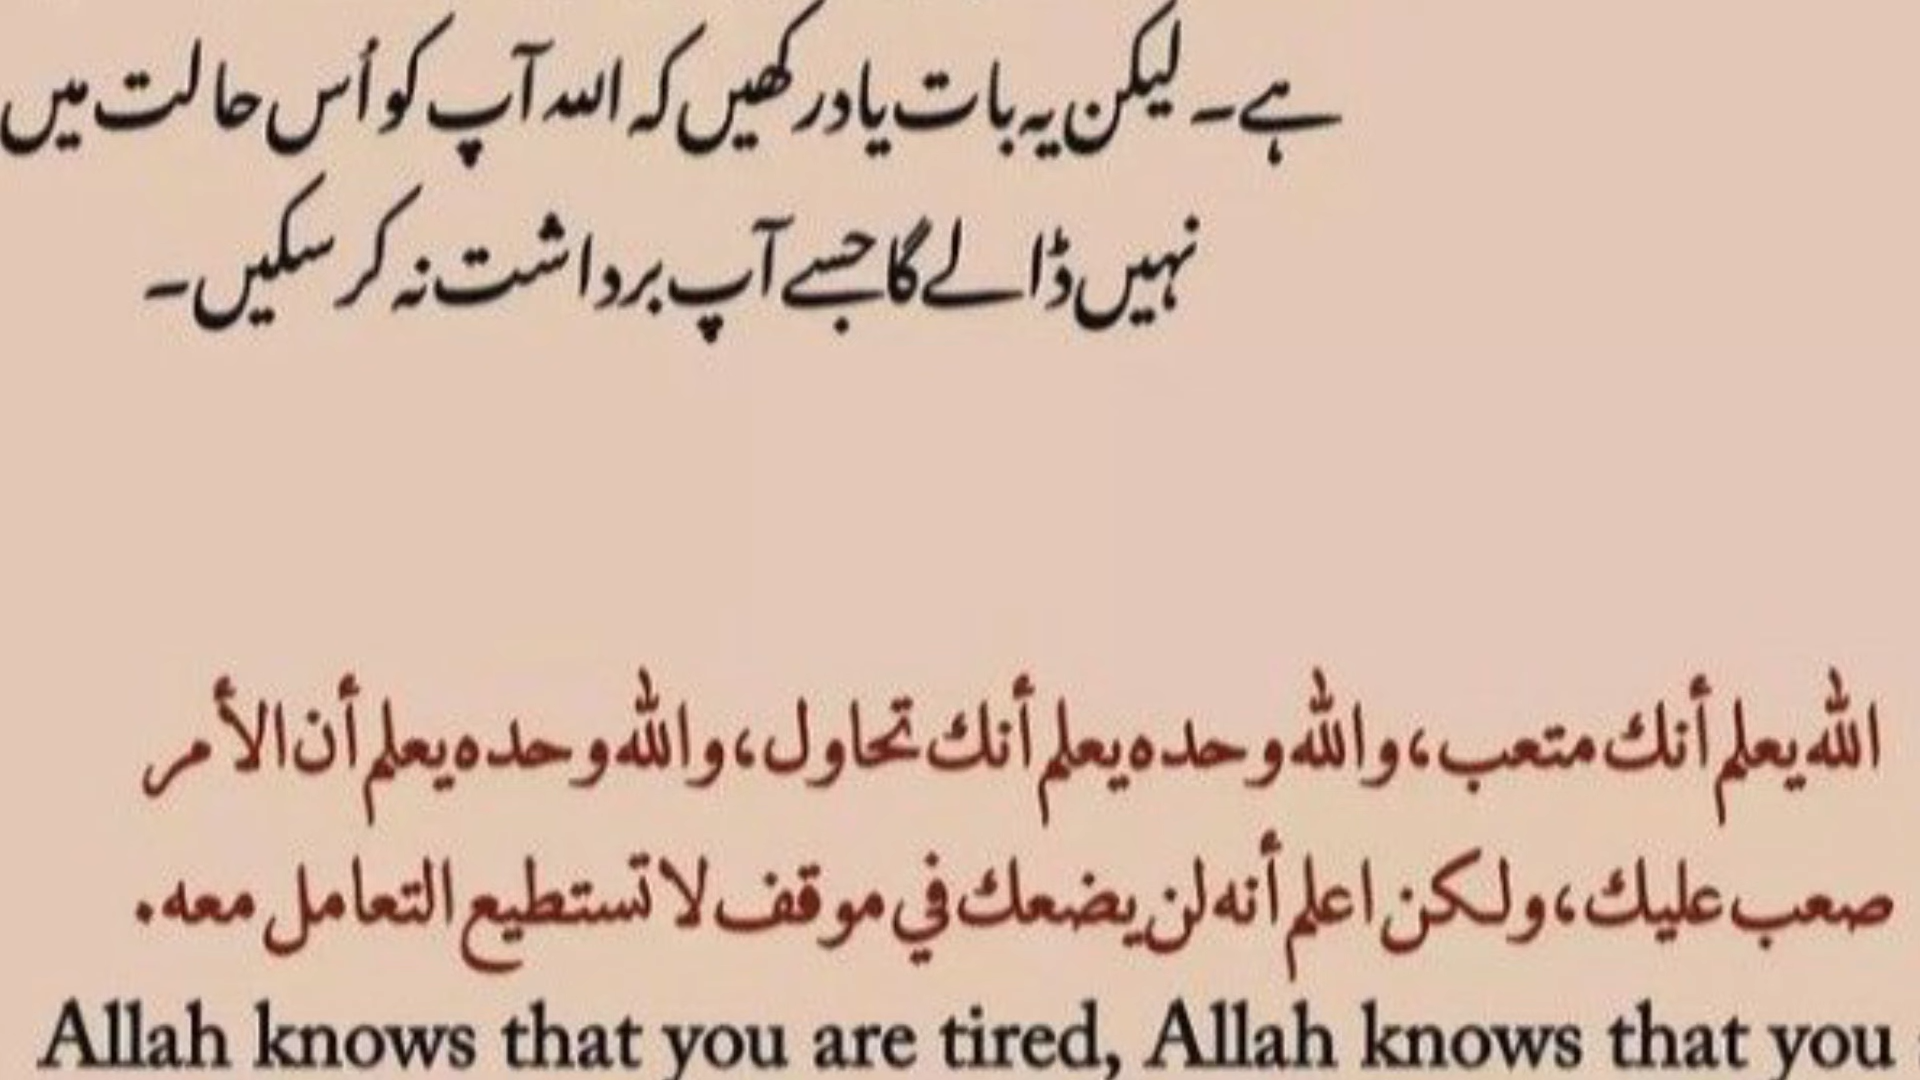 ہے۔ لیکن یہ بات یاد رکھیں کہ اللہ آپ کو اُس حالت میں
نہیں ڈالے گا جسے آپ برداشت نہ کر سکیں۔
الله يعلم أنك متعب، والله وحده يعلم أنك تحاول، والله وحده يعلم أن الأمر
صعب عليك، ولكن اعلم أنه لن يضعك في موقف لا تستطيع التعامل معه.
Allah knows that you are tired, Allah knows that you